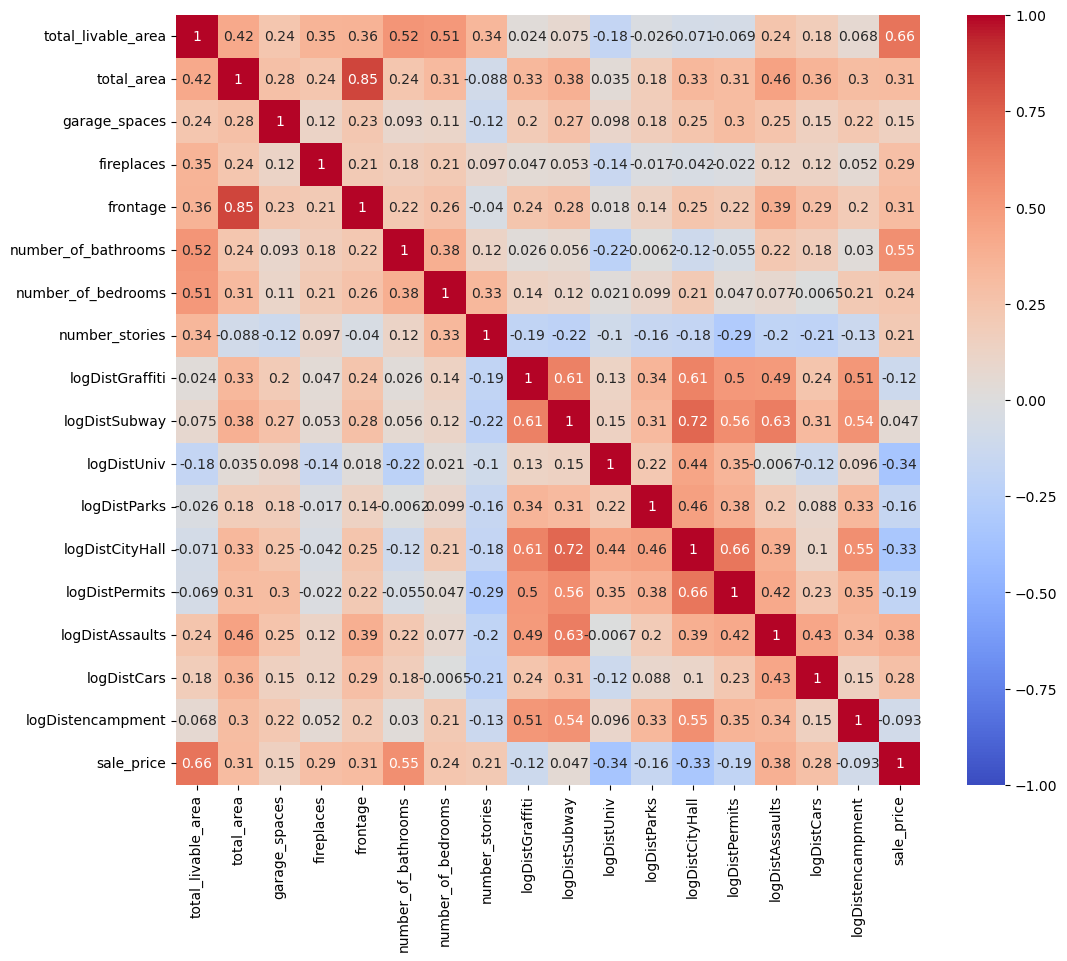 total_livable_area 1 0.42 0.24 0.35 0.36 0.52 0.51 0.34 0.024 0.075 -0.18 -0.026 -0.071 -0.069 0.24 0.18 0.068 0.66
total_area 0.42 1 0.28 0.24 0.85 0.24 0.31 -0.088 0.33 0.38 0.035 0.18 0.33 0.31 0.46 0.36 0.3 0.31
garage_spaces 0.24 0.28 1 0.12 0.23 0.093 0.11 -0.12 0.2 0.27 0.098 0.18 0.25 0.3 0.25 0.15 0.22 0.15
fireplaces 0.35 0.24 0.12 1 0.21 0.18 0.21 0.097 0.047 0.053 -0.14 -0.017 -0.042 -0.022 0.12 0.12 0.052 0.29
frontage 0.36 0.85 0.23 0.21 1 0.22 0.26 -0.04 0.24 0.28 0.018 0.14 0.25 0.22 0.39 0.29 0.2 0.31
number_of_bathrooms 0.52 0.24 0.093 0.18 0.22 1 0.38 0.12 0.026 0.056 -0.22 -0.0062 -0.12 -0.055 0.22 0.18 0.03 0.55
number_of_bedrooms 0.51 0.31 0.11 0.21 0.26 0.38 1 0.33 0.14 0.12 0.021 0.099 0.21 0.047 0.077 -0.0065 0.21 0.24
number_stories 0.34 -0.088 -0.12 0.097 -0.04 0.12 0.33 1 -0.19 -0.22 -0.1 -0.16 -0.18 -0.29 -0.2 -0.21 -0.13 0.21
logDistGraffiti 0.024 0.33 0.2 0.047 0.24 0.026 0.14 -0.19 1 0.61 0.13 0.34 0.61 0.5 0.49 0.24 0.51 -0.12
logDistSubway 0.075 0.38 0.27 0.053 0.28 0.056 0.12 -0.22 0.61 1 0.15 0.31 0.72 0.56 0.63 0.31 0.54 0.047
logDistUniv -0.18 0.035 0.098 -0.14 0.018 -0.22 0.021 -0.1 0.13 0.15 1 0.22 0.44 0.35 -0.0067 -0.12 0.096 -0.34
logDistParks -0.026 0.18 0.18 -0.017 0.14 -0.0062 0.099 -0.16 0.34 0.31 0.22 1 0.46 0.38 0.2 0.088 0.33 -0.16
logDistCityHall -0.071 0.33 0.25 -0.042 0.25 -0.12 0.21 -0.18 0.61 0.72 0.44 0.46 1 0.66 0.39 0.1 0.55 -0.33
logDistPermits -0.069 0.31 0.3 -0.022 0.22 -0.055 0.047 -0.29 0.5 0.56 0.35 0.38 0.66 1 0.42 0.23 0.35 -0.19
logDistAssaults 0.24 0.46 0.25 0.12 0.39 0.22 0.077 -0.2 0.49 0.63 -0.0067 0.2 0.39 0.42 1 0.43 0.34 0.38
logDistCars 0.18 0.36 0.15 0.12 0.29 0.18 -0.0065 -0.21 0.24 0.31 -0.12 0.088 0.1 0.23 0.43 1 0.15 0.28
logDistencampment 0.068 0.3 0.22 0.052 0.2 0.03 0.21 -0.13 0.51 0.54 0.096 0.33 0.55 0.35 0.34 0.15 1 -0.093
sale_price 0.66 0.31 0.15 0.29 0.31 0.55 0.24 0.21 -0.12 0.047 -0.34 -0.16 -0.33 -0.19 0.38 0.28 -0.093 1
total_livable_area
total_area
garage_spaces
fireplaces
frontage
number_of_bathrooms
number_of_bedrooms
number_stories
logDistGraffiti
logDistSubway
logDistUniv
logDistParks
logDistCityHall
logDistPermits
logDistAssaults
logDistCars
logDistencampment
sale_price
1.00
0.75
0.50
0.25
0.00
−0.25
−0.50
−0.75
−1.00